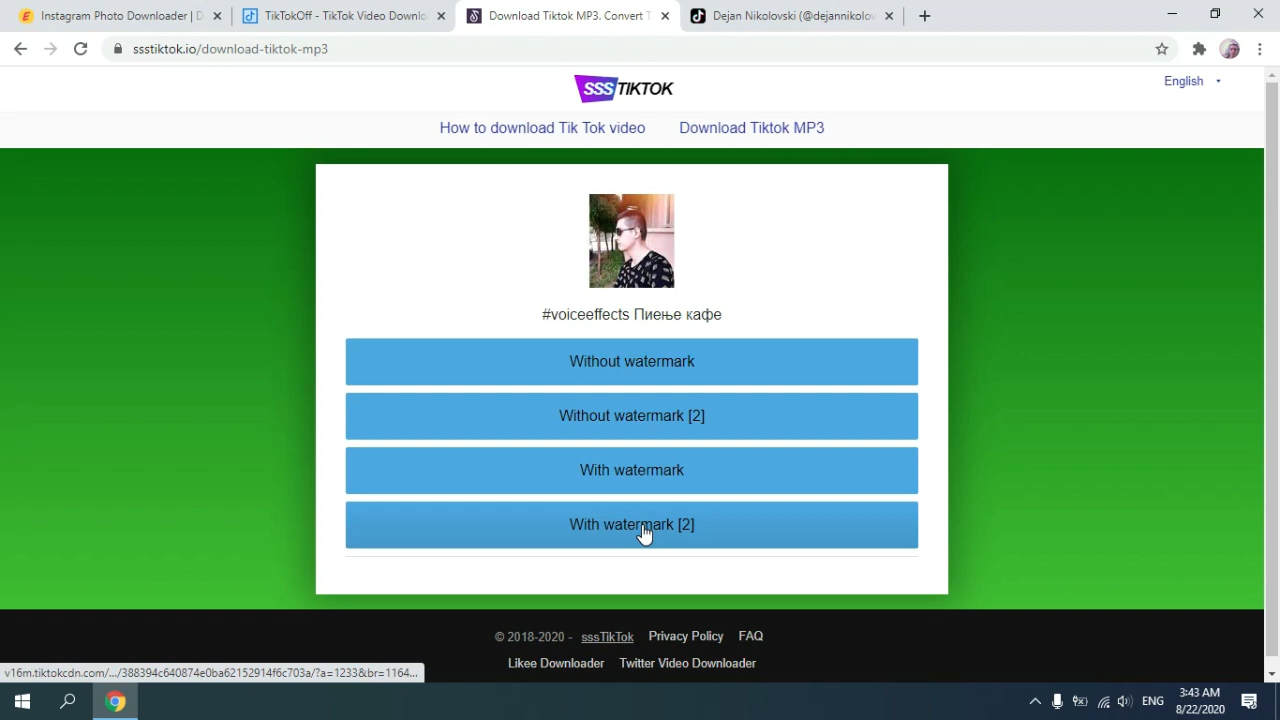 Instagram Photo Downloader | D
TikTokOff - TikTok Video Downlo
Download Tiktok MP3. Convert T
Dejan Nikolovski (@dejannikolov
ssstiktok.io/download-tiktok-mp3
SSSTIKTOK
English
How to download Tik Tok video
Download Tiktok MP3
#voiceeffects Пиење кафе
Without watermark
Without watermark [2]
With watermark
With watermark [2]
© 2018-2020 - sssTikTok Privacy Policy FAQ
Likee Downloader Twitter Video Downloader
v16m.tiktokcdn.com/.../388394c640874e0ba62152914f6c703a/?a=1233&br=1164...
ENG
3:43 AM
8/22/2020